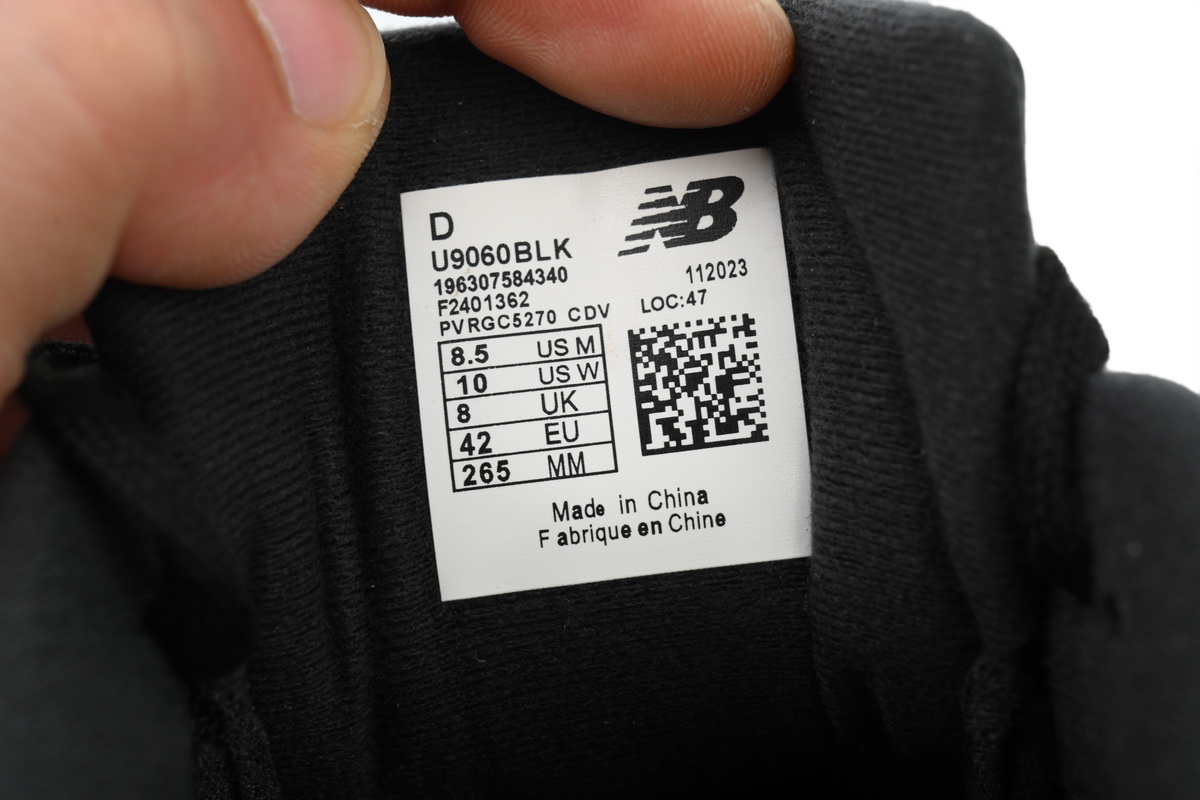 D
NB
U9060BLK
196307584340
112023
F2401362
LOC:47
PVRGC5270 CDV
8.5 US M
10 US W
8 UK
42 EU
265 MM
Made in China
Fabrique en Chine